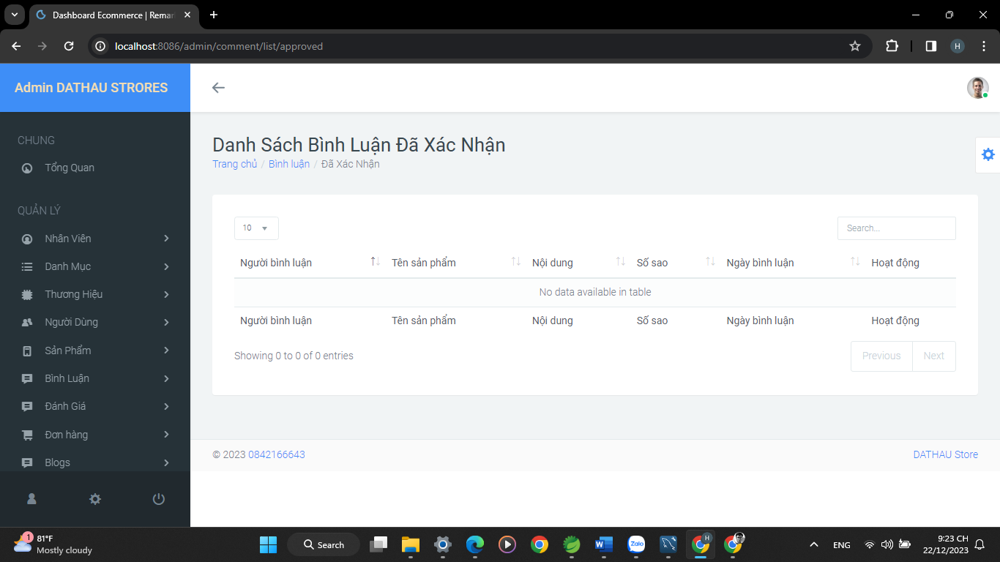 Dashboard Ecommerce | Remar
localhost:8086/admin/comment/list/approved
H
Admin DATHAU STRORES
CHUNG
Tổng Quan
QUẢN LÝ
Nhân Viên
Danh Mục
Thương Hiệu
Người Dùng
Sản Phẩm
Bình Luận
Đánh Giá
Đơn hàng
Blogs
Danh Sách Bình Luận Đã Xác Nhận
Trang chủ / Bình luận / Đã Xác Nhận
10
Search...
Người bình luận Tên sản phẩm Nội dung Số sao Ngày bình luận Hoạt động
No data available in table
Người bình luận Tên sản phẩm Nội dung Số sao Ngày bình luận Hoạt động
Showing 0 to 0 of 0 entries
Previous Next
© 2023 0842166643
DATHAU Store
1
81°F
Mostly cloudy
Search
W
Zalo
H
ENG
9:23 CH
22/12/2023